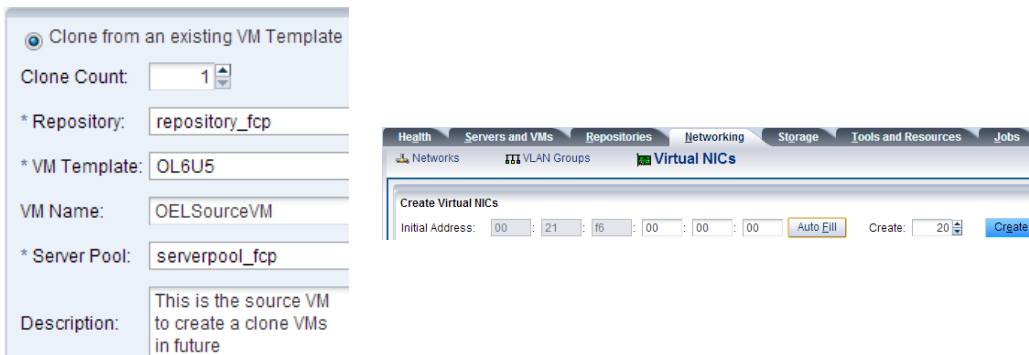 Clone from an existing VM Template
Clone Count: 1
* Repository: repository_fcp
* VM Template: OL6U5
VM Name: OELSourceVM
* Server Pool: serverpool_fcp
Description: This is the source VM
to create a clone VMs
in future
Health Servers and VMs Repositories Networking Storage Tools and Resources Jobs
Networks VLAN Groups Virtual NICs
Create Virtual NICs
Initial Address: 00 : 21 : f6 : 00 : 00 : 00 Auto Fill Create: 20 Create